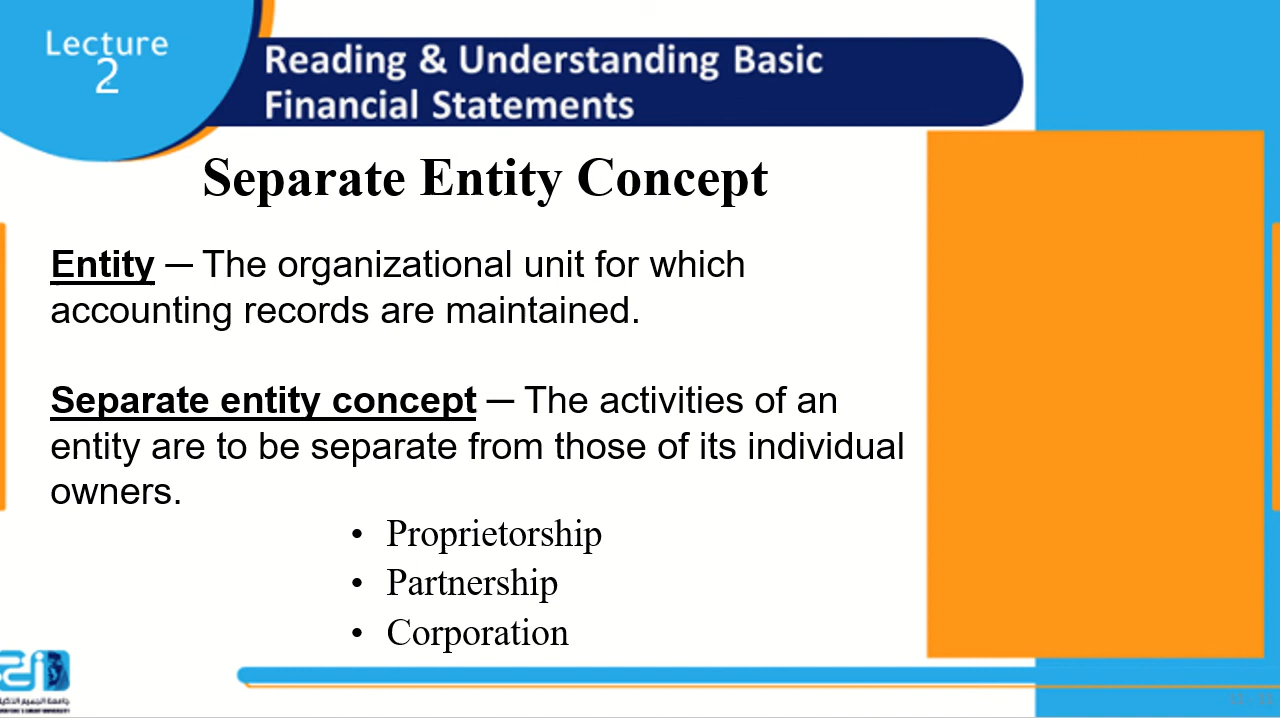 Lecture
2
Reading & Understanding Basic
Financial Statements
Separate Entity Concept
Entity — The organizational unit for which
accounting records are maintained.
Separate entity concept — The activities of an
entity are to be separate from those of its individual
owners.
• Proprietorship
• Partnership
• Corporation